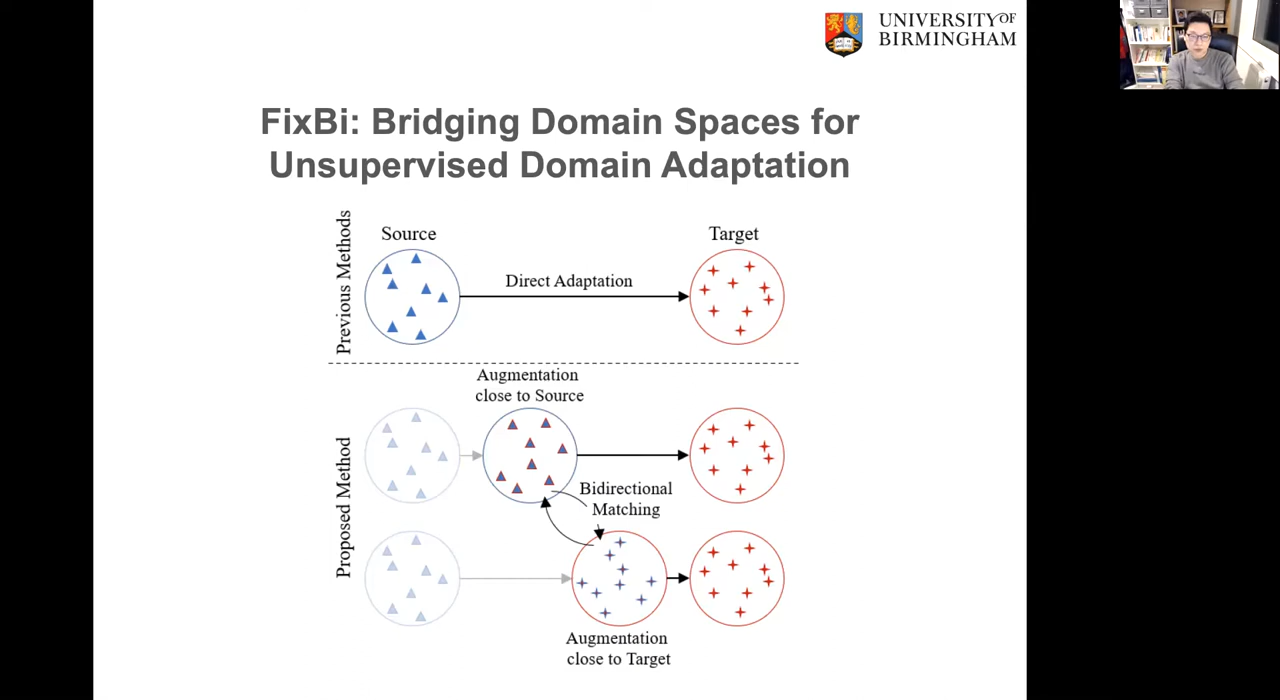 UNIVERSITY OF
BIRMINGHAM
FixBi: Bridging Domain Spaces for
Unsupervised Domain Adaptation
Previous Methods
Source
Target
Direct Adaptation
Augmentation
close to Source
Proposed Method
Bidirectional
Matching
Augmentation
close to Target